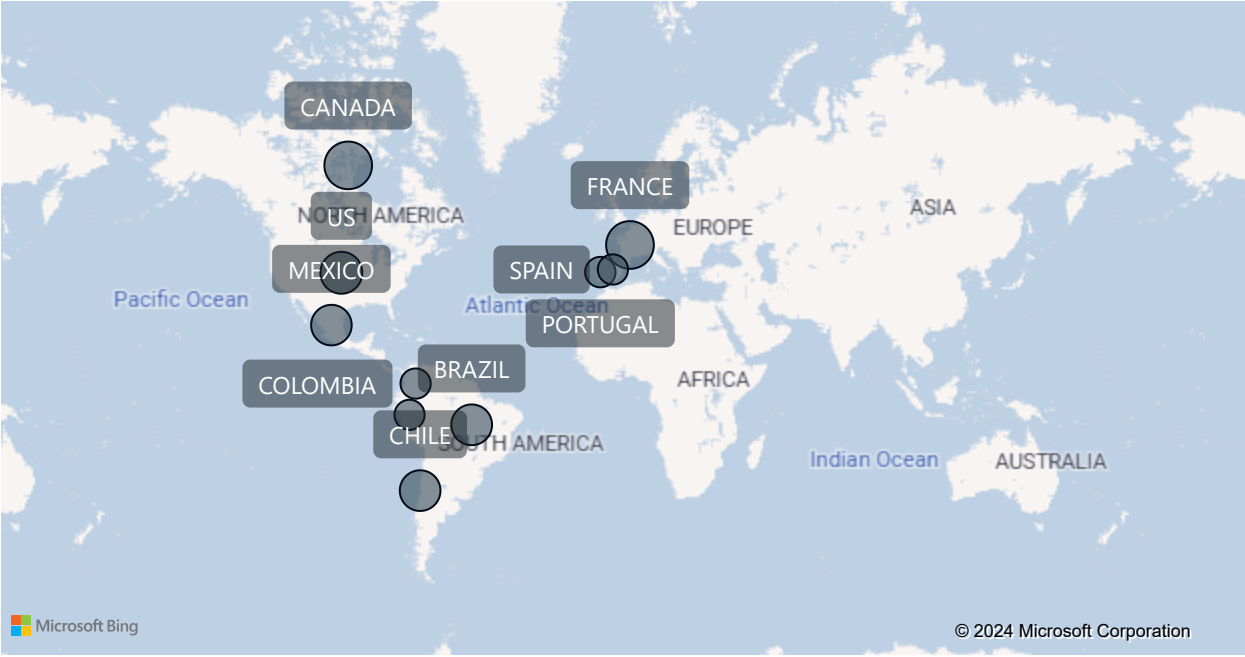 CANADA
FRANCE
ASIA
US
NORTH AMERICA
EUROPE
MEXICO
SPAIN
Pacific Ocean
Atlantic Ocean
PORTUGAL
BRAZIL
COLOMBIA
AFRICA
CHILE
SOUTH AMERICA
Indian Ocean
AUSTRALIA
Microsoft Bing
© 2024 Microsoft Corporation